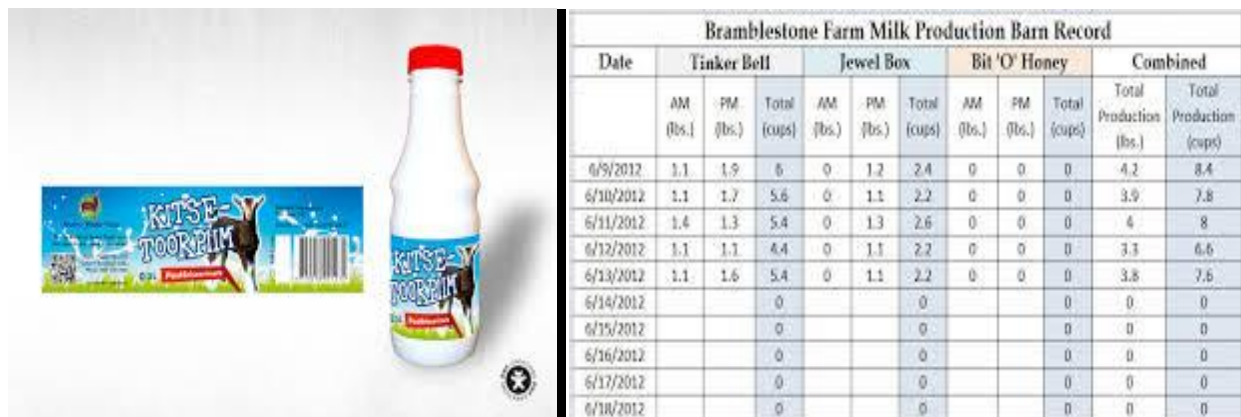 KITSE-
TOORPIIM
KITSE-
TOORPIIM
Bramblestone Farm Milk Production Barn Record
Date Tinker Bell Jewel Box Bit 'O' Honey Combined
AM (lbs.) PM (lbs.) Total (cups) AM (lbs.) PM (lbs.) Total (cups) AM (lbs.) PM (lbs.) Total (cups) Total Production (lbs.) Total Production (cups)
6/9/2012 1.1 1.9 6 0 1.2 2.4 0 0 0 4.2 8.4
6/10/2012 1.1 1.7 5.6 0 1.1 2.2 0 0 0 3.9 7.8
6/11/2012 1.4 1.3 5.4 0 1.3 2.6 0 0 0 4 8
6/12/2012 1.1 1.1 4.4 0 1.1 2.2 0 0 0 3.3 6.6
6/13/2012 1.1 1.6 5.4 0 1.1 2.2 0 0 0 3.8 7.6
6/14/2012 0 0 0 0 0
6/15/2012 0 0 0 0 0
6/16/2012 0 0 0 0 0
6/17/2012 0 0 0 0 0
6/18/2012 0 0 0 0 0